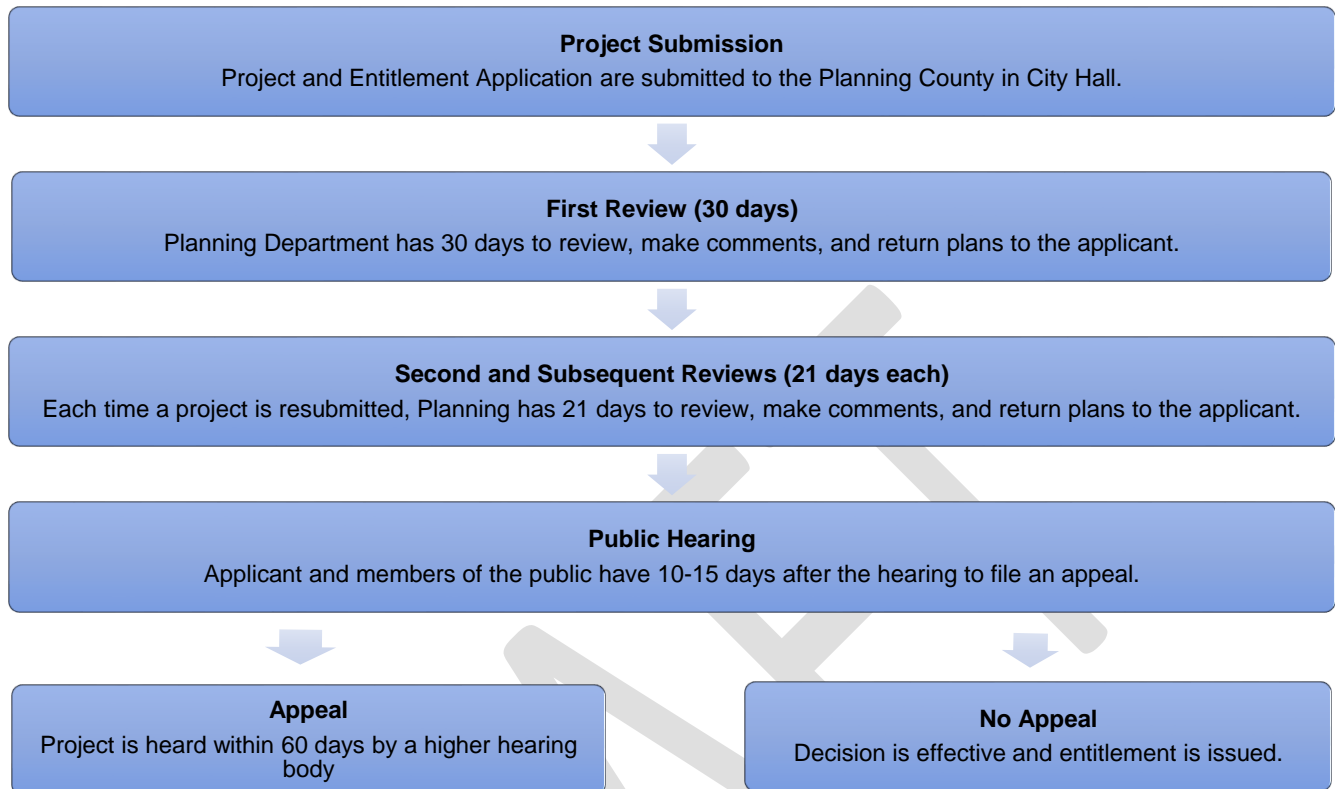 Project Submission
Project and Entitlement Application are submitted to the Planning County in City Hall.
First Review (30 days)
Planning Department has 30 days to review, make comments, and return plans to the applicant.
Second and Subsequent Reviews (21 days each)
Each time a project is resubmitted, Planning has 21 days to review, make comments, and return plans to the applicant.
Public Hearing
Applicant and members of the public have 10-15 days after the hearing to file an appeal.
Appeal
Project is heard within 60 days by a higher hearing
body
No Appeal
Decision is effective and entitlement is issued.